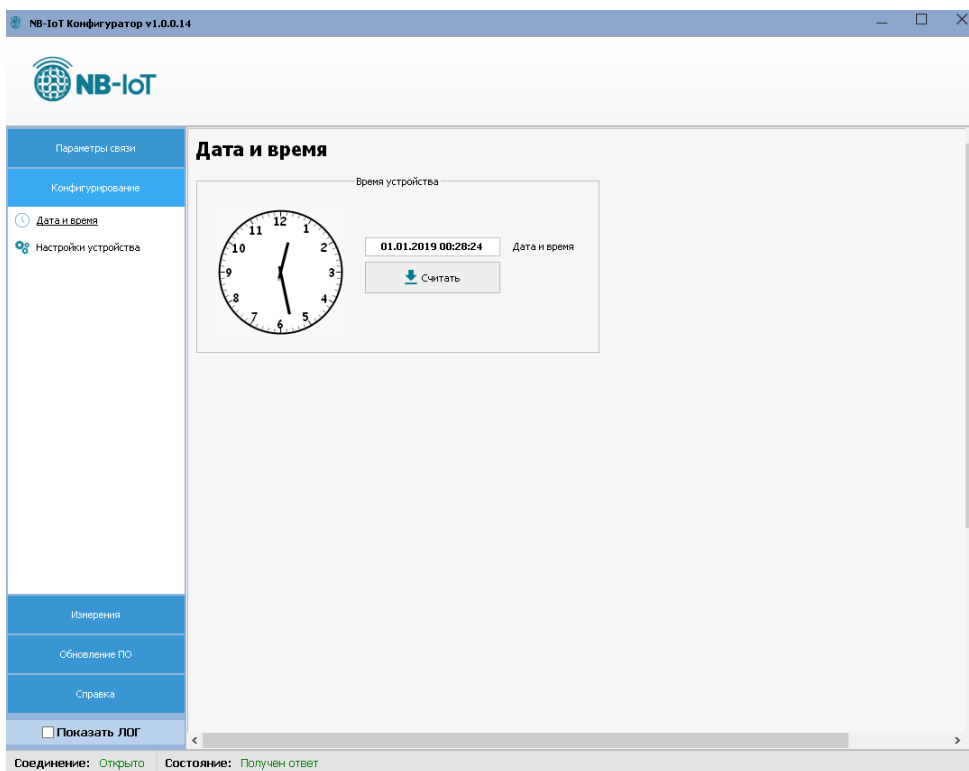 NB-IoT Конфигуратор v1.0.0.14
NB-IoT
Параметры связи
Конфигурирование
Дата и время
Настройки устройства
Измерения
Обновление ПО
Справка
Показать ЛОГ
Дата и время
Время устройства
12
1
2
3
4
5
6
7
8
9
10
11
01.01.2019 00:28:24
Дата и время
Считать
Соединение: Открыто Состояние: Получен ответ